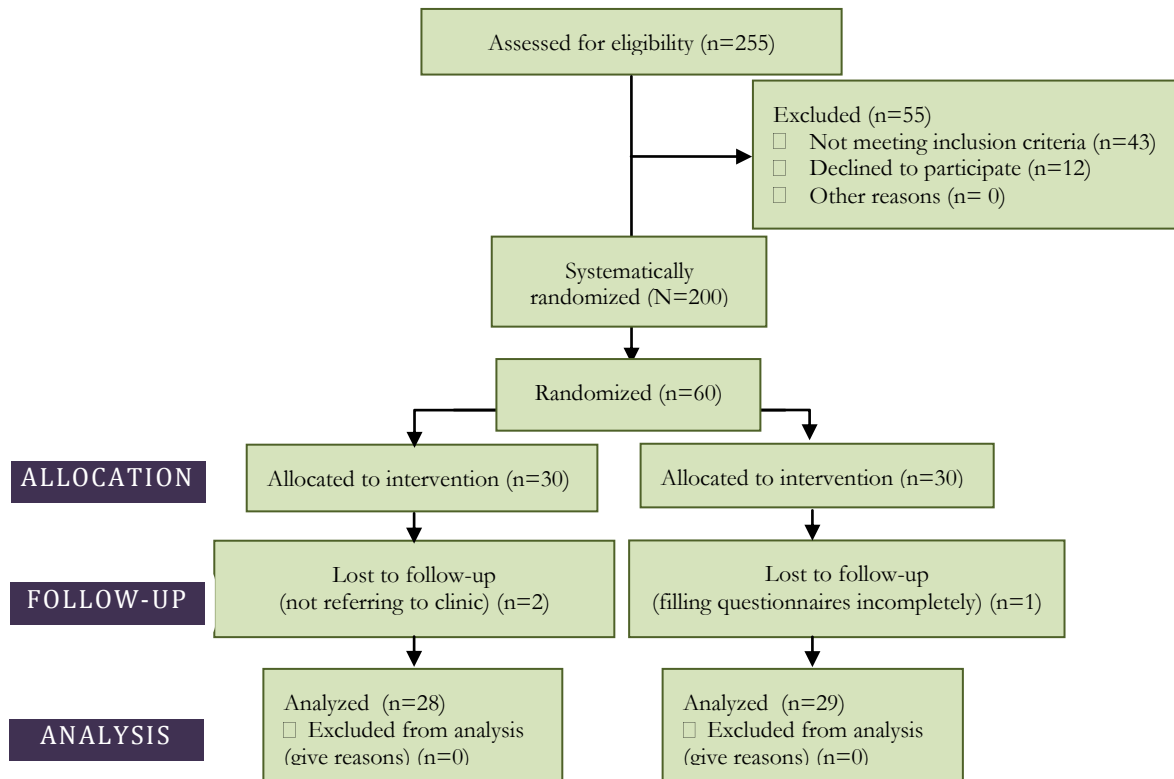 Assessed for eligibility (n=255)
Excluded (n=55)
☐ Not meeting inclusion criteria (n=43)
☐ Declined to participate (n=12)
☐ Other reasons (n= 0)
Systematically
randomized (N=200)
Randomized (n=60)
ALLOCATION
Allocated to intervention (n=30)
Allocated to intervention (n=30)
FOLLOW-UP
Lost to follow-up
(not referring to clinic) (n=2)
Lost to follow-up
(filling questionnaires incompletely) (n=1)
ANALYSIS
Analyzed (n=28)
☐ Excluded from analysis
(give reasons) (n=0)
Analyzed (n=29)
☐ Excluded from analysis
(give reasons) (n=0)